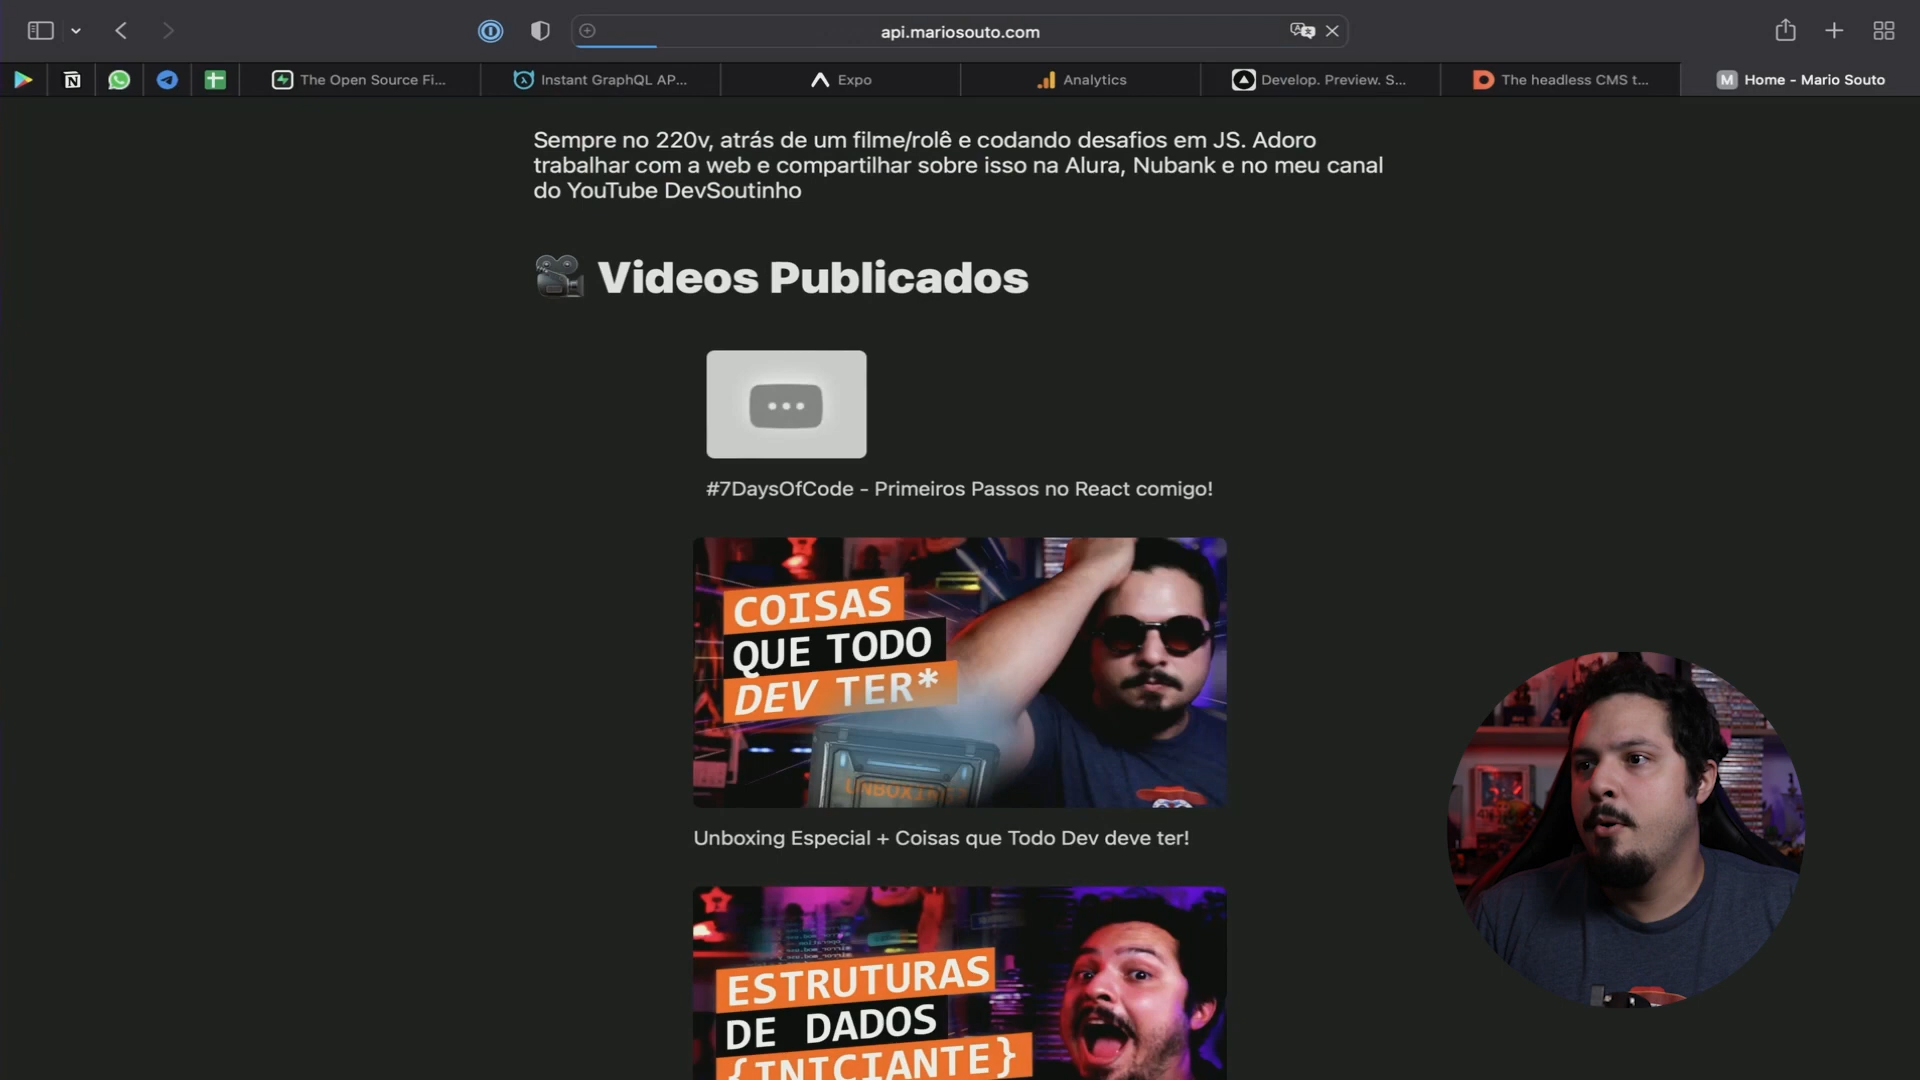 api.mariosouto.com
The Open Source Fi...
Instant GraphQL AP...
Expo
Analytics
Develop. Preview. S...
The headless CMS t...
M Home - Mario Souto
Sempre no 220v, atrás de um filme/rolê e codando desafios em JS. Adoro
trabalhar com a web e compartilhar sobre isso na Alura, Nubank e no meu canal
do YouTube DevSoutinho
Videos Publicados
#7DaysOfCode - Primeiros Passos no React comigo!
COISAS
QUE TODO
DEV TER*
UNBOXING
Unboxing Especial + Coisas que Todo Dev deve ter!
ESTRUTURAS
DE DADOS
{INICIANTE}